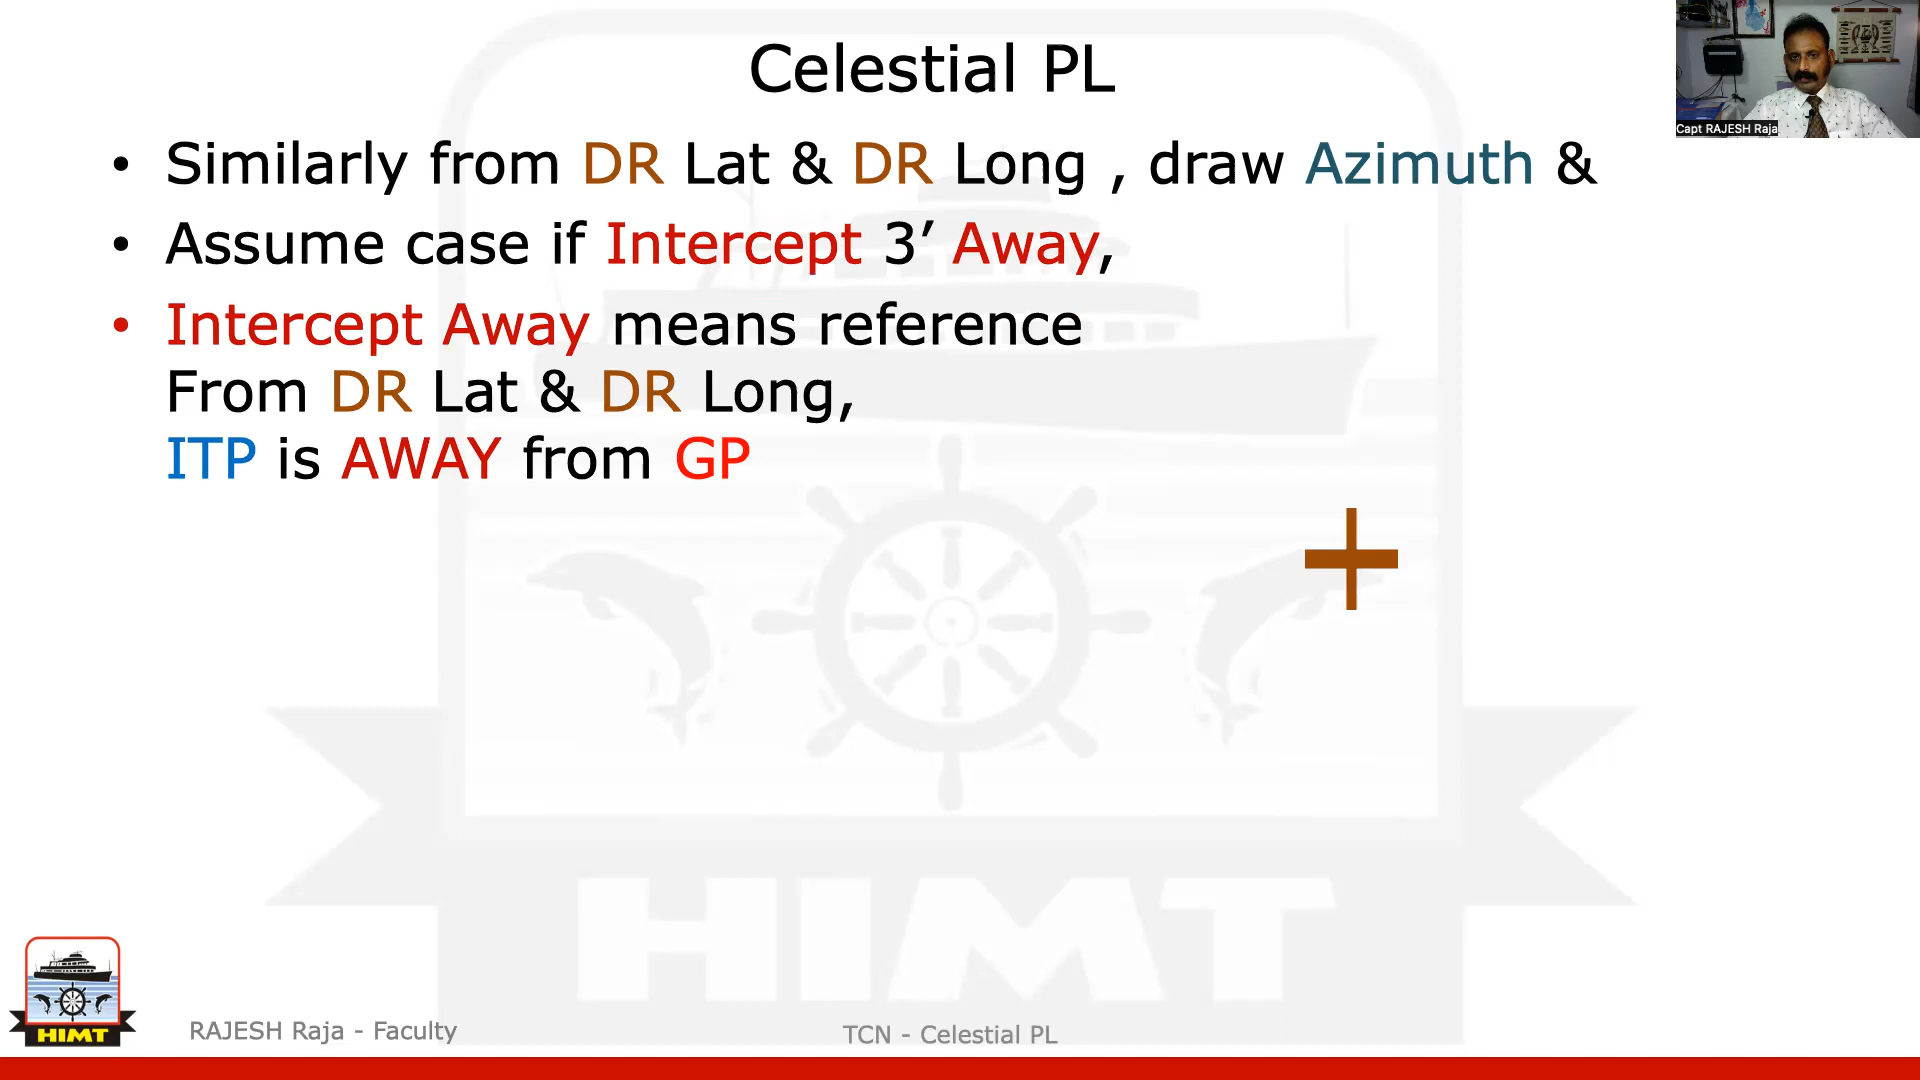 Celestial PL
Capt RAJESH Raja
• Similarly from DR Lat & DR Long , draw Azimuth &
• Assume case if Intercept 3’ Away,
• Intercept Away means reference
From DR Lat & DR Long,
ITP is AWAY from GP
HIMT
HIMT
RAJESH Raja - Faculty
TCN - Celestial PL